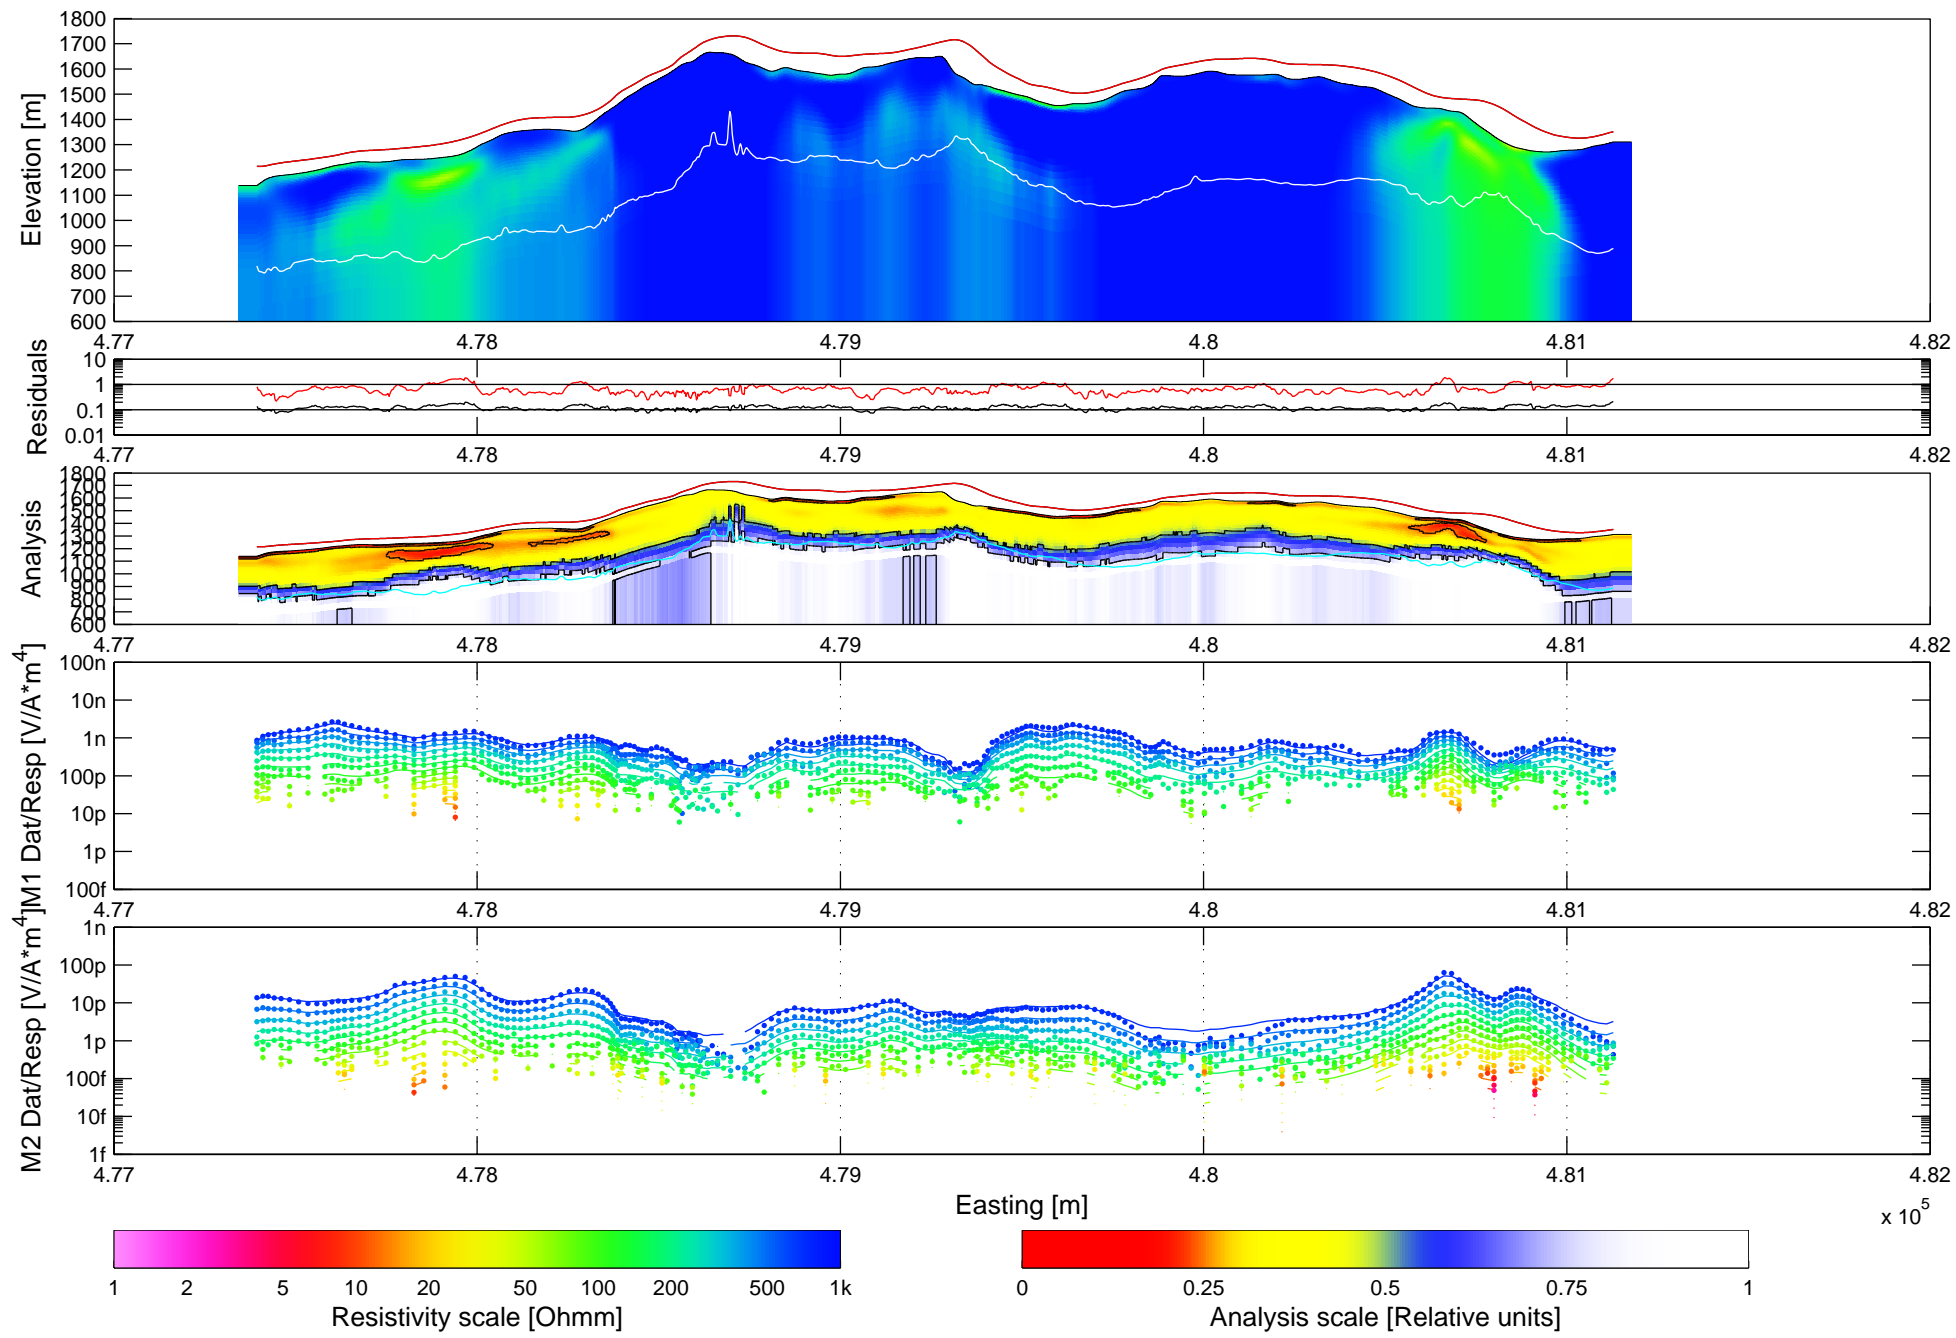 Elevation [m]
1800
1700
1600
1500
1400
1300
1200
1100
1000
900
800
700
600
4.77 4.78 4.79 4.8 4.81 4.82
Residuals
10
1
0.1
0.01
4.77 4.78 4.79 4.8 4.81 4.82
Analysis
1800
1700
1600
1500
1400
1300
1200
1100
1000
900
800
700
600
4.77 4.78 4.79 4.8 4.81 4.82
M1 Dat/Resp [V/A*m^4]
100n
10n
1n
100p
10p
1p
100f
4.77 4.78 4.79 4.8 4.81 4.82
M2 Dat/Resp [V/A*m^4]
1n
100p
10p
1p
100f
10f
1f
4.77 4.78 4.79 4.8 4.81 4.82
Easting [m]
x 10^5
1 2 5 10 20 50 100 200 500 1k
Resistivity scale [Ohmm]
0 0.25 0.5 0.75 1
Analysis scale [Relative units]